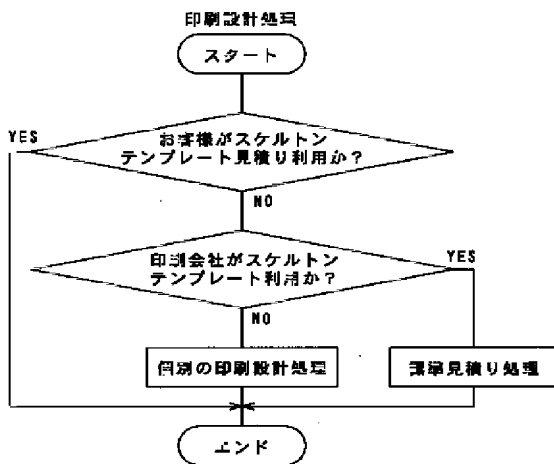 印刷設計処理
スタート
YES
お客様がスケルトン
テンプレート見積り利用か？
NO
印刷会社がスケルトン
テンプレート利用か？
YES
NO
個別の印刷設計処理
標準見積り処理
エンド